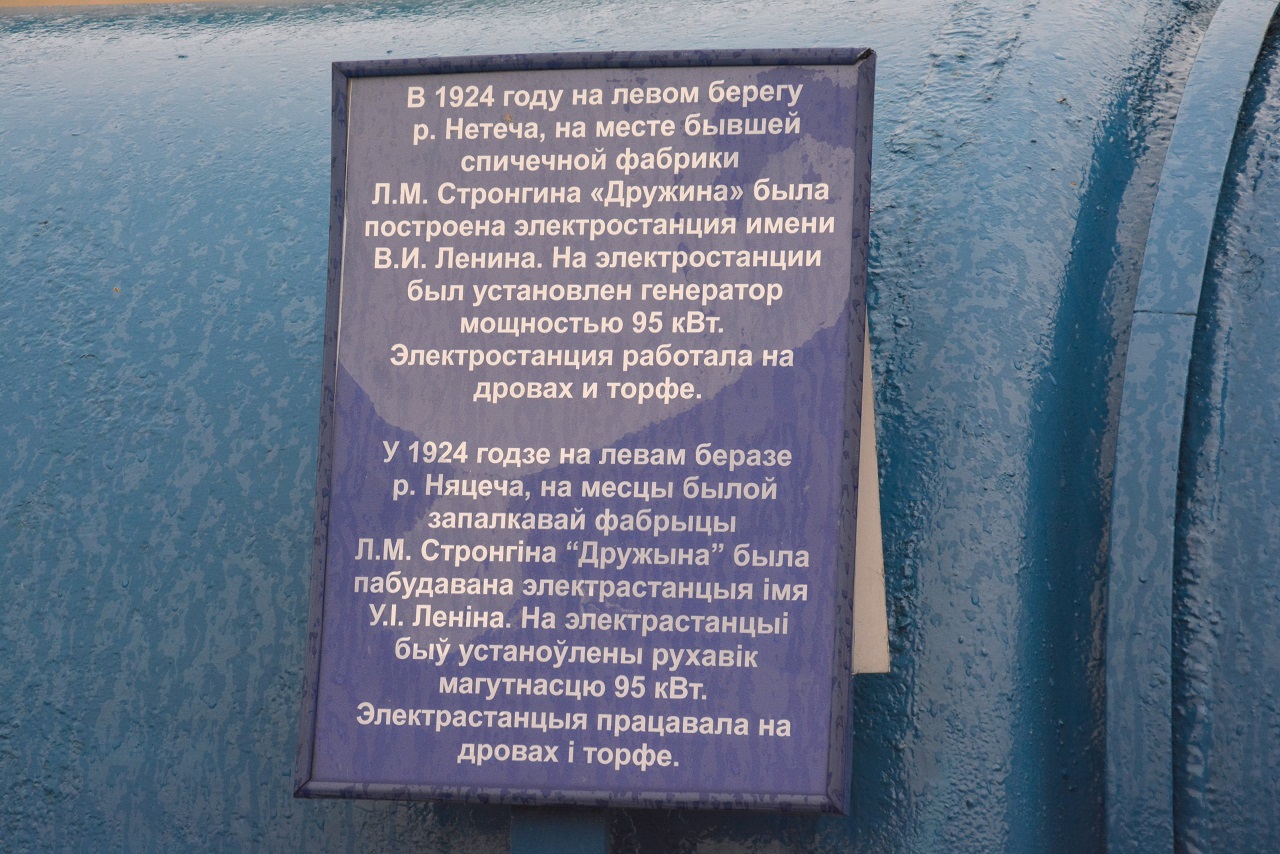 В 1924 году на левом берегу
р. Нетеча, на месте бывшей
спичечной фабрики
Л.М. Стронгина «Дружина» была
построена электростанция имени
В.И. Ленина. На электростанции
был установлен генератор
мощностью 95 кВт.
Электростанция работала на
дровах и торфе.
У 1924 годзе на левам беразе
р. Няцеча, на месцы былой
запалкавай фабрыцы
Л.М. Стронгіна “Дружына” была
пабудавана электрастанцыя імя
У.І. Леніна. На электрастанцыі
быў устаноўлены рухавік
магутнасцю 95 кВт.
Электрастанцыя працавала на
дровах і торфе.